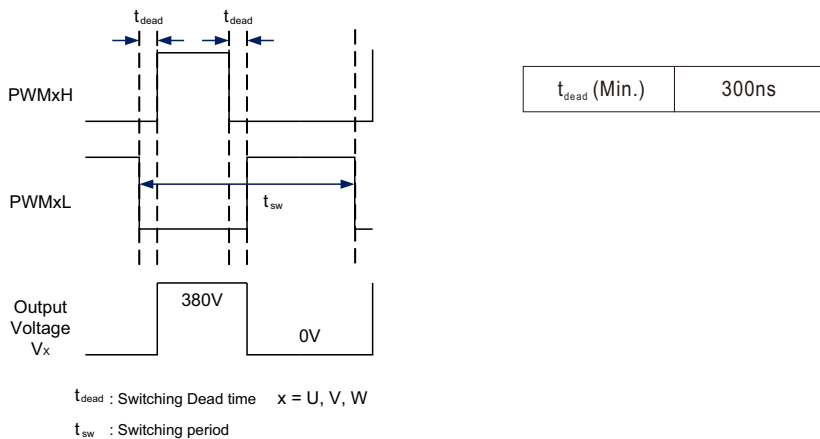 tdead tdead
PWMxH
tdead (Min.) 300ns
PWMxL
tsw
Output
Voltage
Vx
380V
0V
tdead : Switching Dead time x = U, V, W
tsw : Switching period